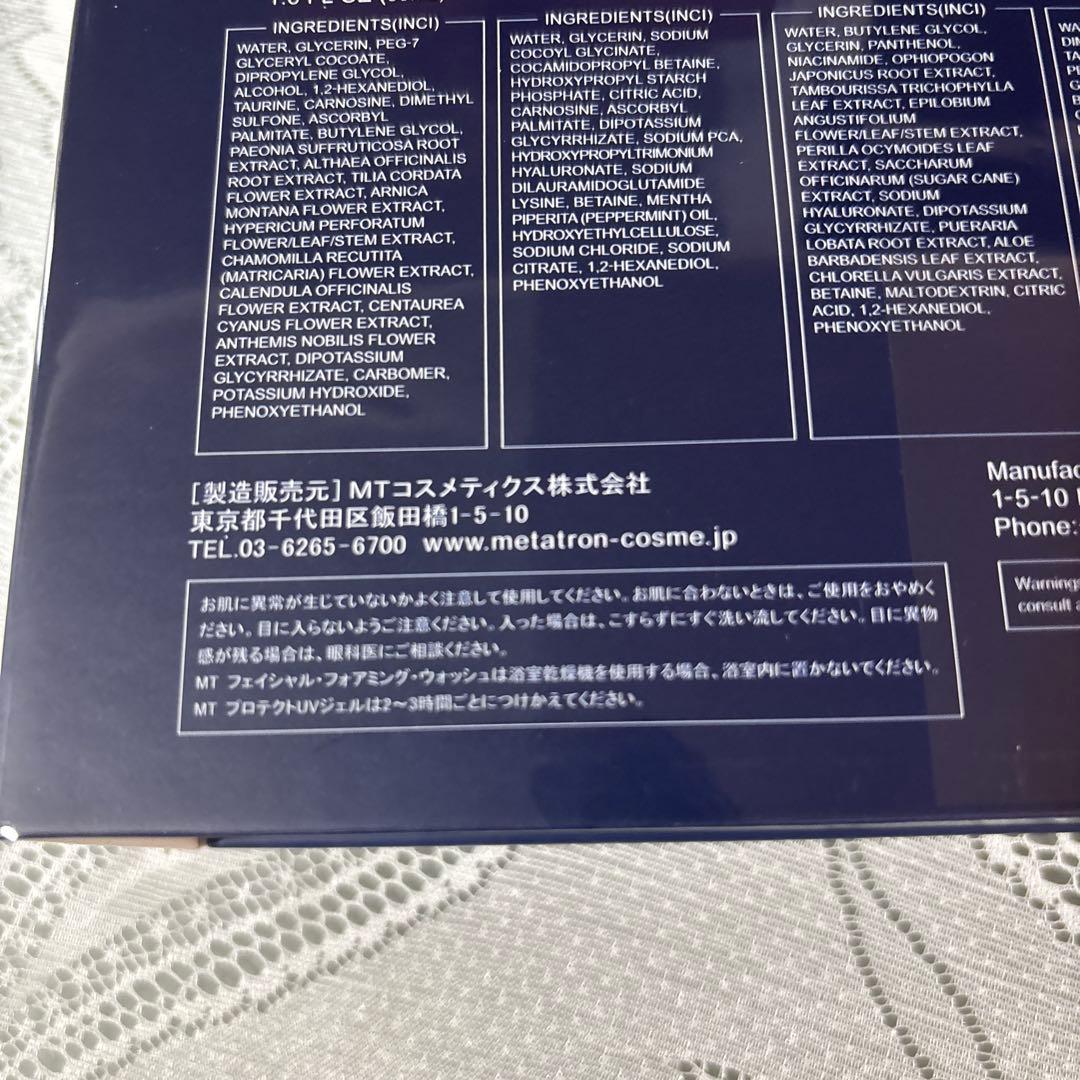 INGREDIENTS(INCI)
WATER, GLYCERIN, PEG-7
GLYCERYL COCOATE,
DIPROPYLENE GLYCOL,
ALCOHOL, 1,2-HEXANEDIOL,
TAURINE, CARNOSINE, DIMETHYL
SULFONE, ASCORBYL
PALMITATE, BUTYLENE GLYCOL,
PAEONIA SUFFRUTICOSA ROOT
EXTRACT, ALTHAEA OFFICINALIS
ROOT EXTRACT, TILIA CORDATA
FLOWER EXTRACT, ARNICA
MONTANA FLOWER EXTRACT,
HYPERICUM PERFORATUM
FLOWER/LEAF/STEM EXTRACT,
CHAMOMILLA RECUTITA
(MATRICARIA) FLOWER EXTRACT,
CALENDULA OFFICINALIS
FLOWER EXTRACT, CENTAUREA
CYANUS FLOWER EXTRACT,
ANTHEMIS NOBILIS FLOWER
EXTRACT, DIPOTASSIUM
GLYCYRRHIZATE, CARBOMER,
POTASSIUM HYDROXIDE,
PHENOXYETHANOL
INGREDIENTS(INCI)
WATER, GLYCERIN, SODIUM
COCOYL GLYCINATE,
COCAMIDOPROPYL BETAINE,
HYDROXYPROPYL STARCH
PHOSPHATE, CITRIC ACID,
CARNOSINE, ASCORBYL
PALMITATE, DIPOTASSIUM
GLYCYRRHIZATE, SODIUM PCA,
HYDROXYPROPYLTRIMONIUM
HYALURONATE, SODIUM
DILAURAMIDOGLUTAMIDE
LYSINE, BETAINE, MENTHA
PIPERITA (PEPPERMINT) OIL,
HYDROXYETHYLCELLULOSE,
SODIUM CHLORIDE, SODIUM
CITRATE, 1,2-HEXANEDIOL,
PHENOXYETHANOL
INGREDIENTS(INCI)
WATER, BUTYLENE GLYCOL,
GLYCERIN, PANTHENOL,
NIACINAMIDE, OPHIOPOGON
JAPONICUS ROOT EXTRACT,
TAMBOURISSA TRICHOPHYLLA
LEAF EXTRACT, EPILOBIUM
ANGUSTIFOLIUM
FLOWER/LEAF/STEM EXTRACT,
PERILLA OCYMOIDES LEAF
EXTRACT, SACCHARUM
OFFICINARUM (SUGAR CANE)
EXTRACT, SODIUM
HYALURONATE, DIPOTASSIUM
GLYCYRRHIZATE, PUERARIA
LOBATA ROOT EXTRACT, ALOE
BARBADENSIS LEAF EXTRACT,
CHLORELLA VULGARIS EXTRACT,
BETAINE, MALTODEXTRIN, CITRIC
ACID, 1,2-HEXANEDIOL,
PHENOXYETHANOL
[製造販売元] MTコスメティクス株式会社
東京都千代田区飯田橋1-5-10
TEL.03-6265-6700 www.metatron-cosme.jp
お肌に異常が生じていないかよく注意して使用してください。お肌に合わないときは、ご使用をおやめく
ださい。目に入らないようご注意ください。入った場合は、こすらずにすぐ洗い流してください。目に異物
感が残る場合は、眼科医にご相談ください。
MT フェイシャル・フォアミング・ウォッシュは浴室乾燥機を使用する場合、浴室内に置かないでください。
MT プロテクトUVジェルは2〜3時間ごとにつけかえてください。
Manufac
1-5-10
Phone:
Warnings
consult a